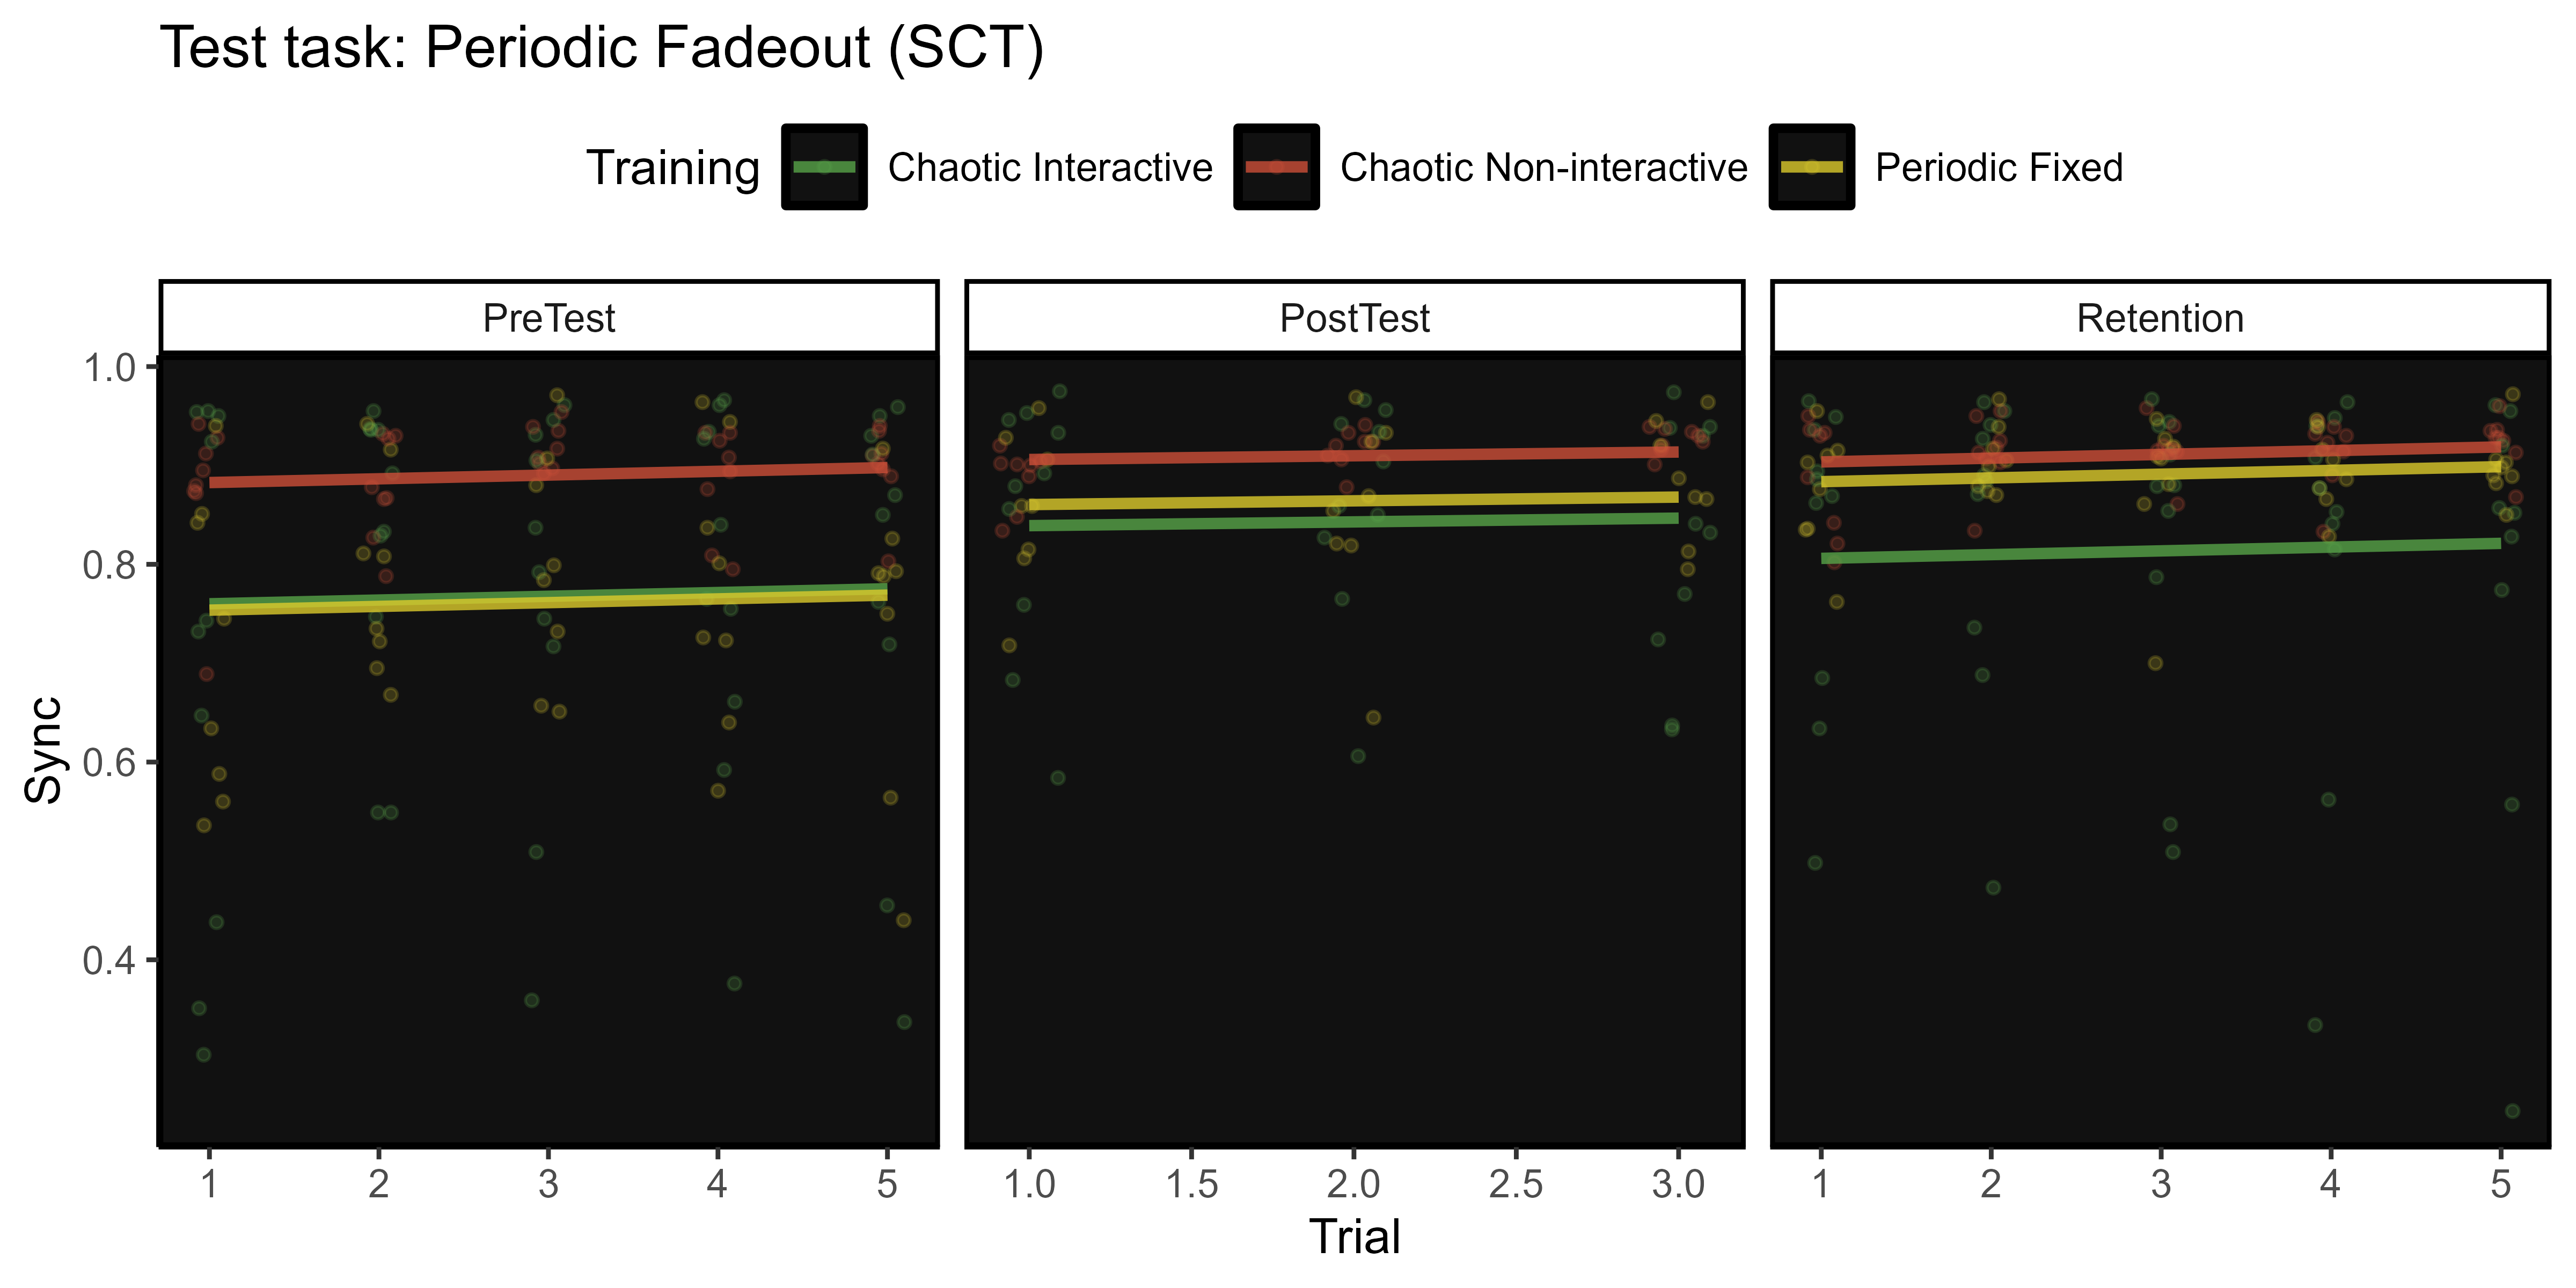 Test task: Periodic Fadeout (SCT)
Training Chaotic Interactive Chaotic Non-interactive Periodic Fixed
PreTest PostTest Retention
1.0
0.8
0.6
0.4
Sync
1 2 3 4 5 1.0 1.5 2.0 2.5 3.0 1 2 3 4 5
Trial